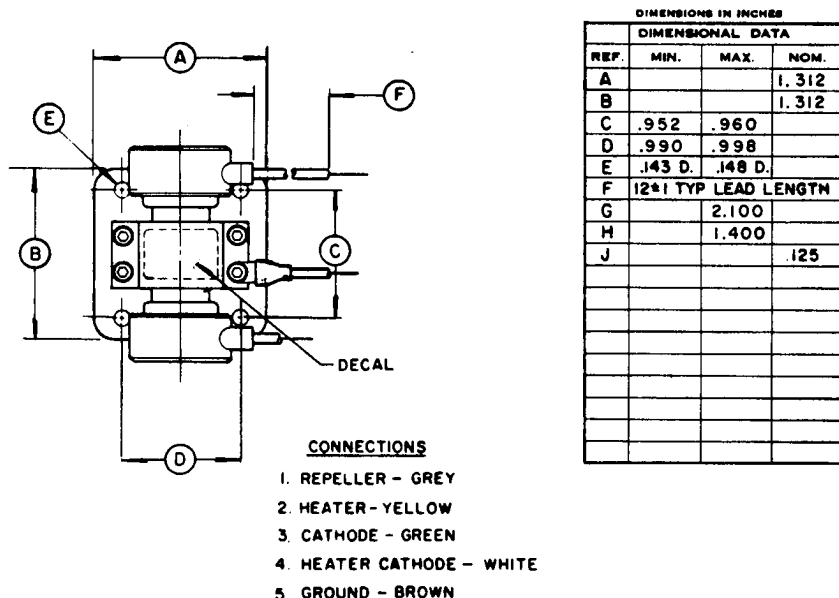 A
F
E
B
C
DECAL
D
CONNECTIONS
1. REPELLER - GREY
2. HEATER-YELLOW
3. CATHODE - GREEN
4. HEATER CATHODE - WHITE
5. GROUND - BROWN
DIMENSIONS IN INCHES
DIMENSIONAL DATA
REF. MIN. MAX. NOM.
A 1.312
B 1.312
C .952 .960
D .990 .998
E .143 D. .148 D.
F 12±1 TYP LEAD LENGTH
G 2.100
H 1.400
J .125